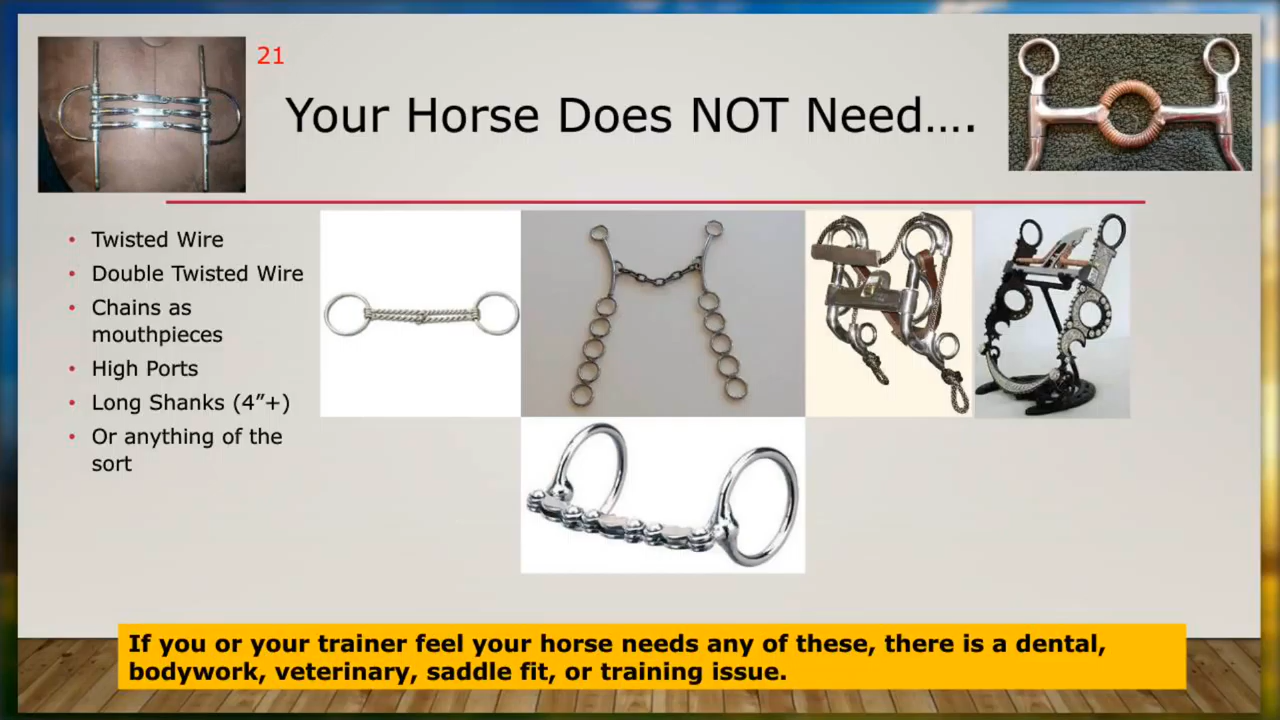 21
Your Horse Does NOT Need….
• Twisted Wire
• Double Twisted Wire
• Chains as
mouthpieces
• High Ports
• Long Shanks (4”+)
• Or anything of the
sort
If you or your trainer feel your horse needs any of these, there is a dental,
bodywork, veterinary, saddle fit, or training issue.